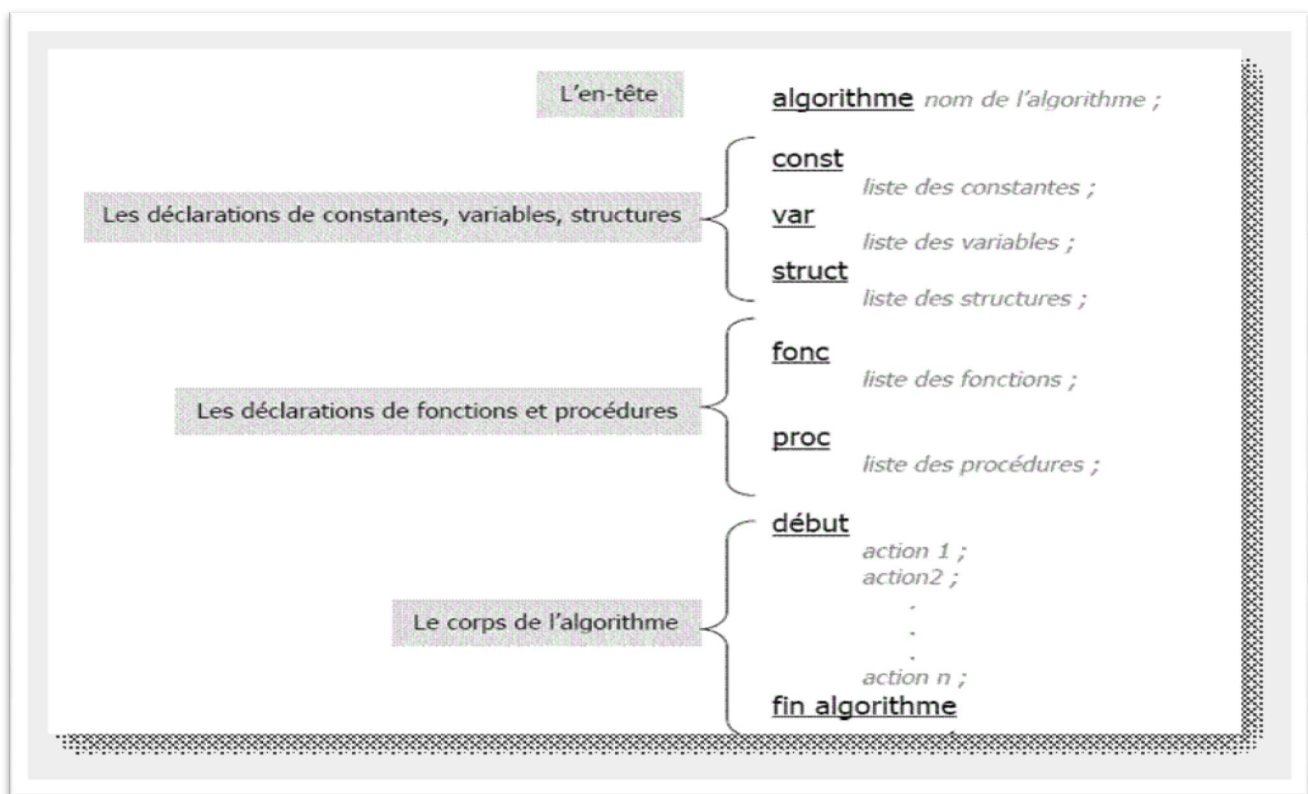 L'en-tête
algorithme nom de l'algorithme ;
Les déclarations de constantes, variables, structures
const
liste des constantes ;
var
liste des variables ;
struct
liste des structures ;
Les déclarations de fonctions et procédures
fonc
liste des fonctions ;
proc
liste des procédures ;
Le corps de l'algorithme
début
action 1 ;
action2 ;
.
.
.
action n ;
fin algorithme